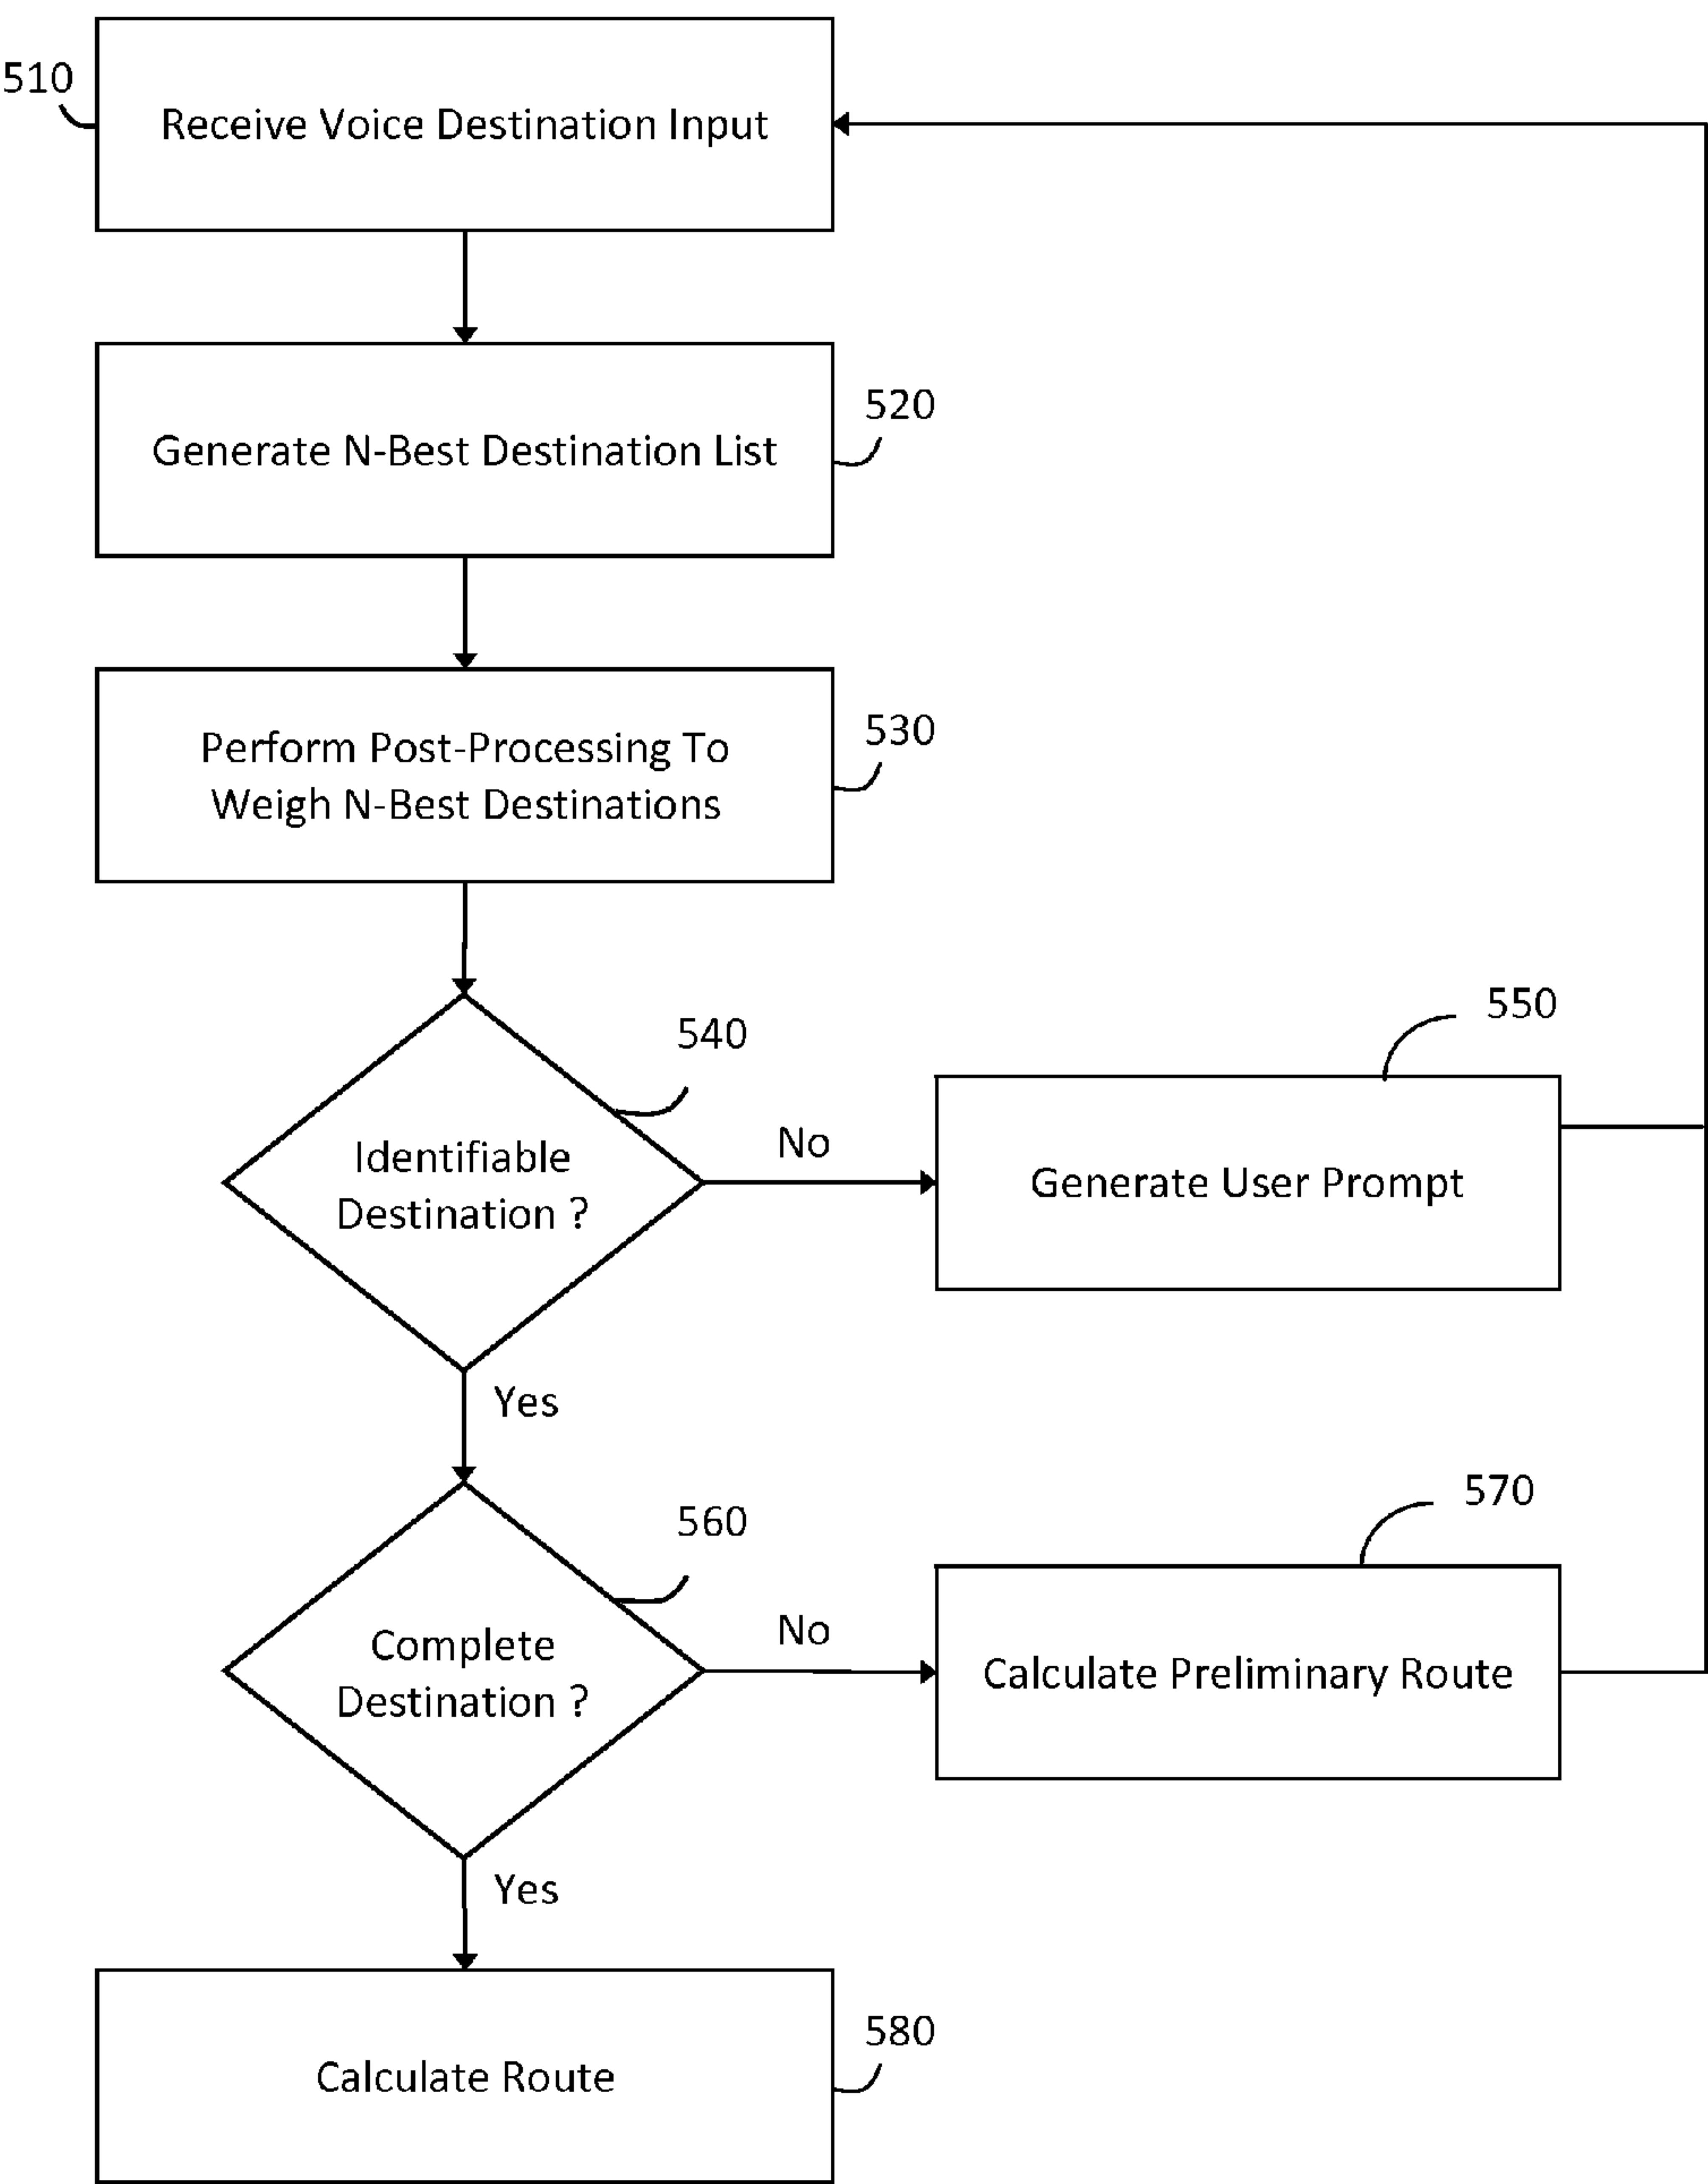 510
Receive Voice Destination Input
520
Generate N-Best Destination List
530
Perform Post-Processing To
Weigh N-Best Destinations
540
Identifiable
Destination ?
No
550
Generate User Prompt
Yes
560
Complete
Destination ?
No
570
Calculate Preliminary Route
Yes
580
Calculate Route